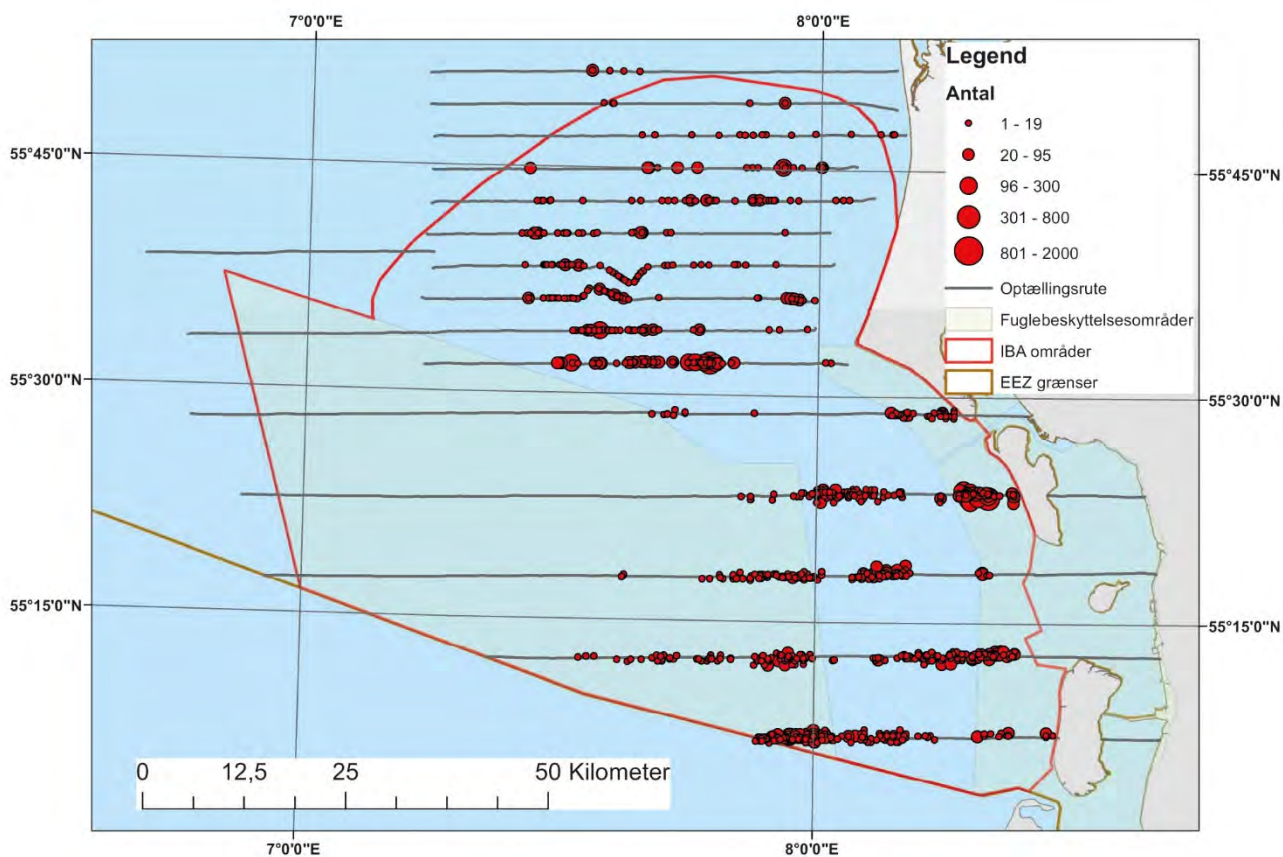 7°0'0"E 8°0'0"E
Legend
Antal
1 - 19
20 - 95
96 - 300
301 - 800
801 - 2000
Optællingsrute
Fuglebeskyttelsesområder
IBA områder
EEZ grænser
55°45'0"N 55°45'0"N
55°30'0"N 55°30'0"N
55°15'0"N 55°15'0"N
0 12,5 25 50 Kilometer
7°0'0"E 8°0'0"E